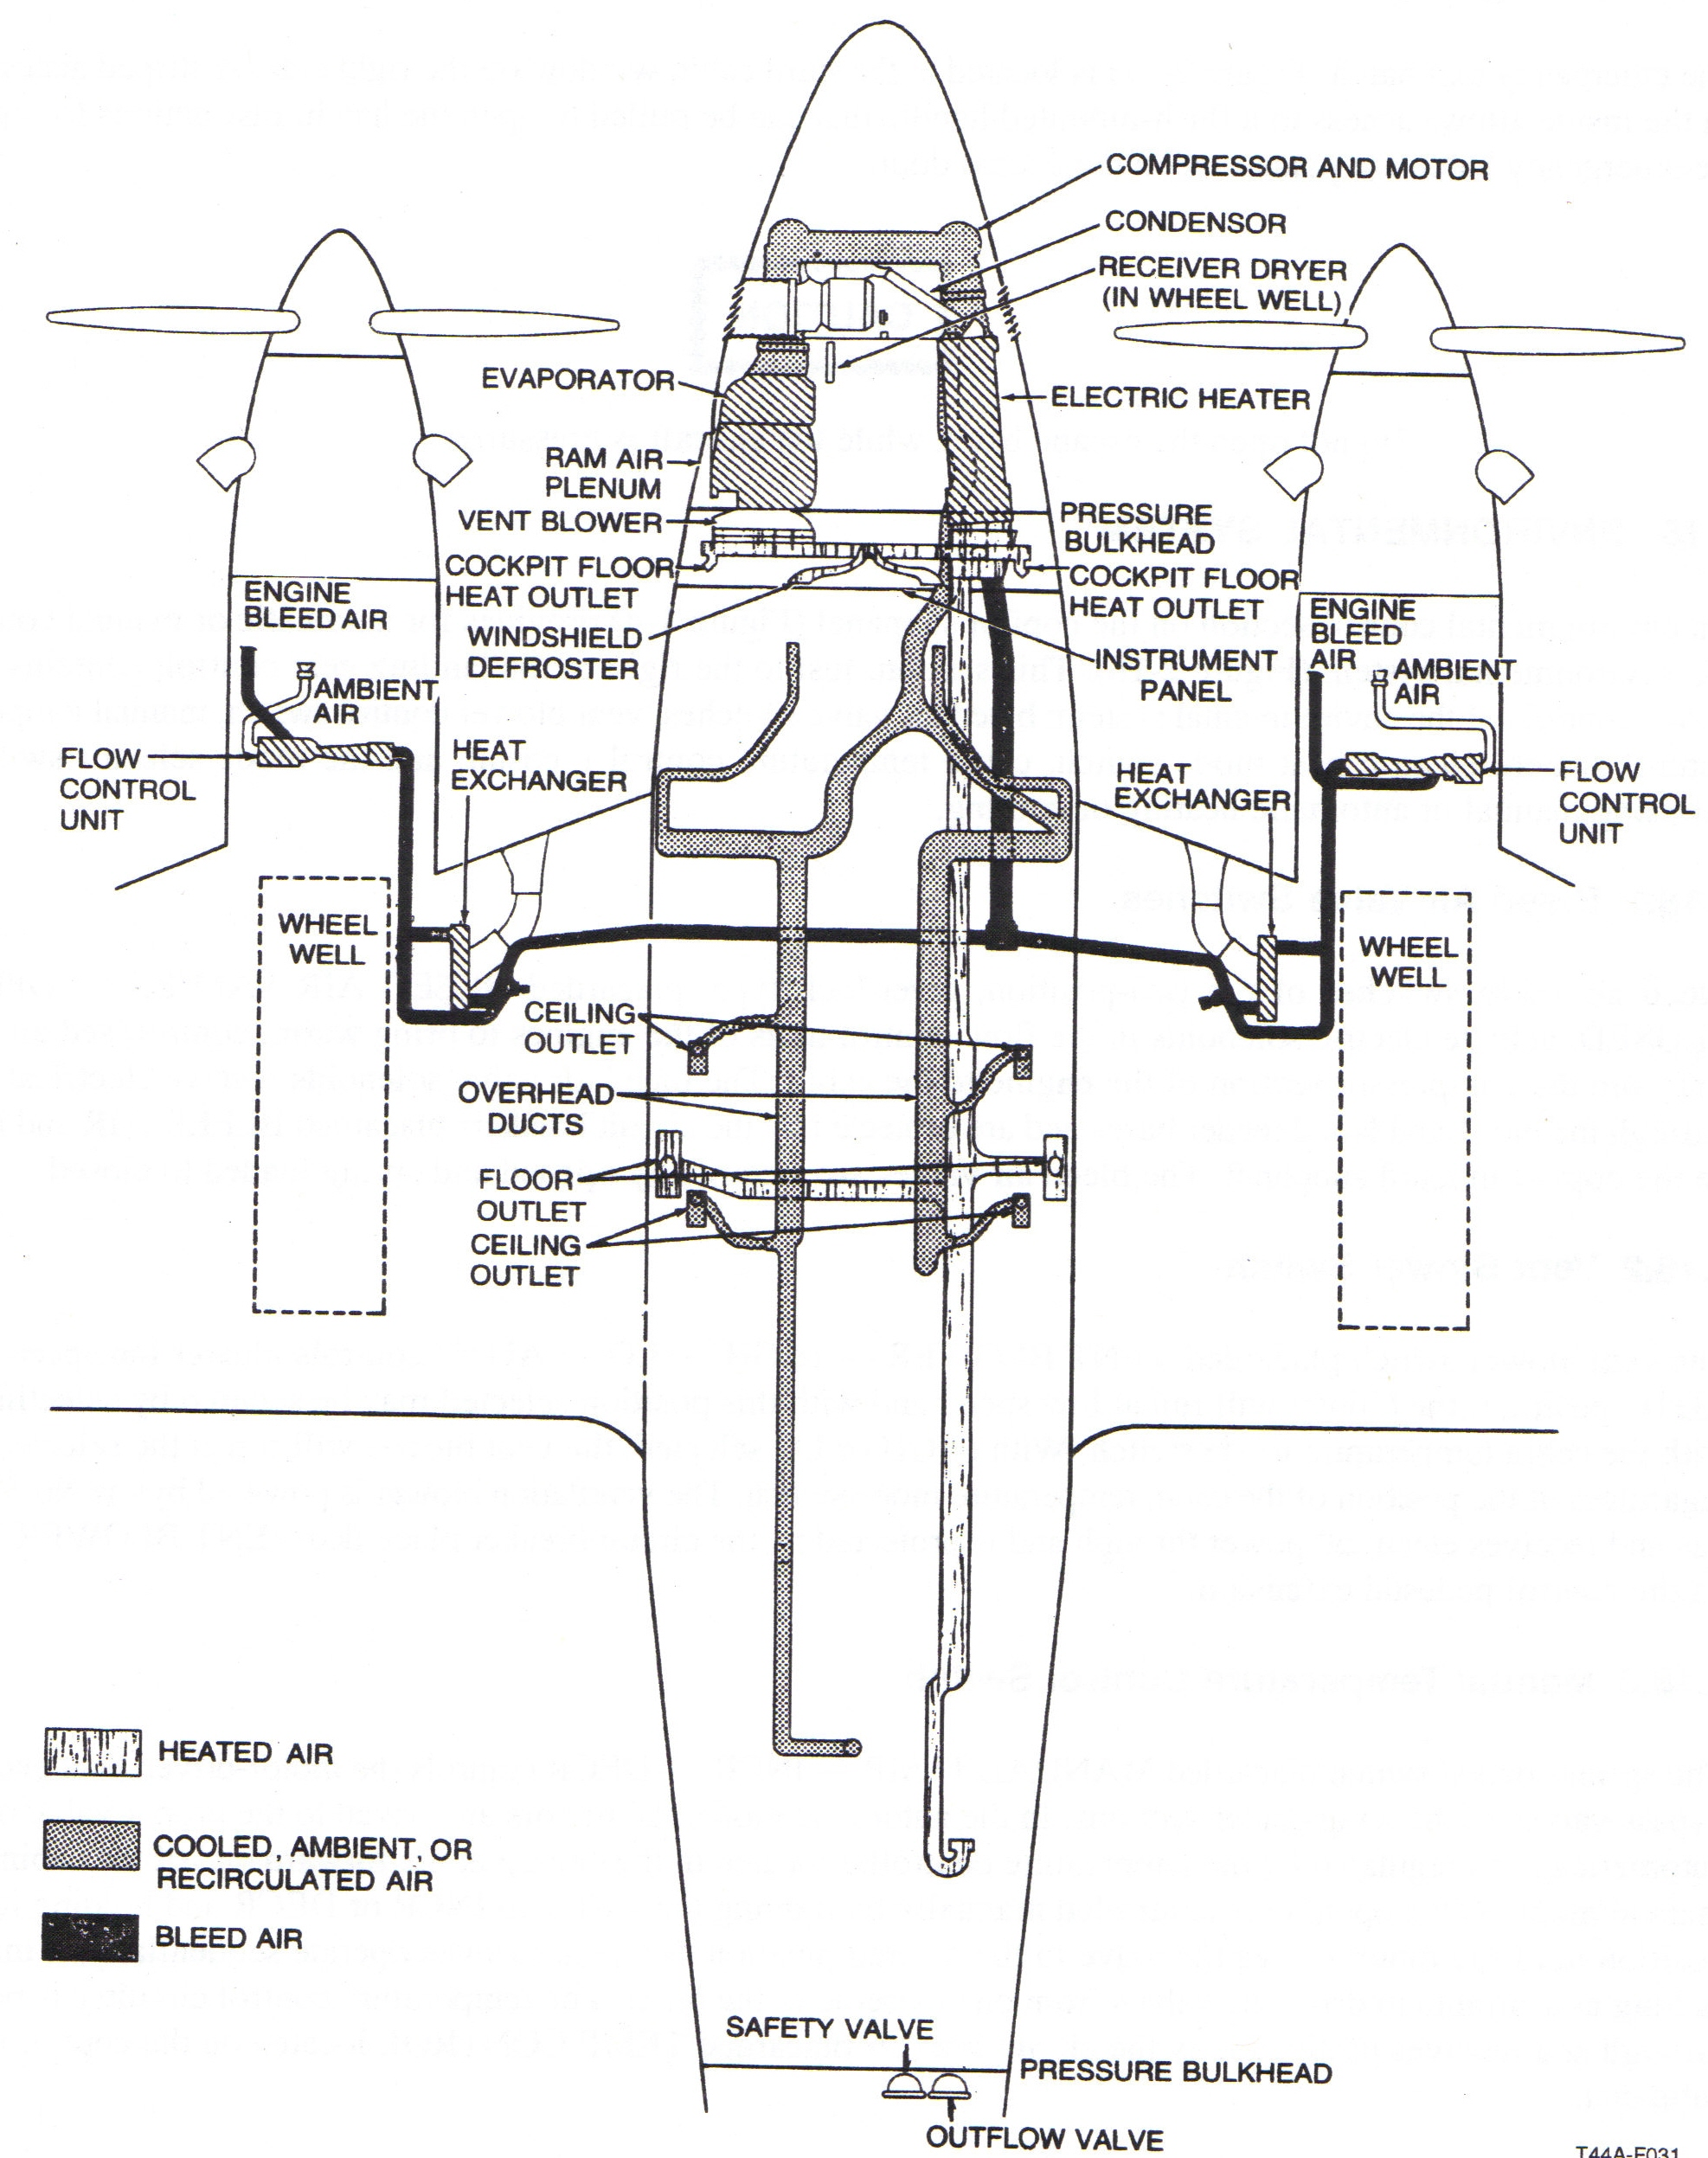 COMPRESSOR AND MOTOR
CONDENSOR
RECEIVER DRYER
(IN WHEEL WELL)
EVAPORATOR
ELECTRIC HEATER
RAM AIR
PLENUM
VENT BLOWER
PRESSURE
BULKHEAD
COCKPIT FLOOR
HEAT OUTLET
COCKPIT FLOOR
HEAT OUTLET
ENGINE
BLEED AIR
ENGINE
BLEED
AIR
WINDSHIELD
DEFROSTER
INSTRUMENT
PANEL
AMBIENT
AIR
AMBIENT
AIR
FLOW
CONTROL
UNIT
HEAT
EXCHANGER
HEAT
EXCHANGER
FLOW
CONTROL
UNIT
WHEEL
WELL
WHEEL
WELL
CEILING
OUTLET
OVERHEAD
DUCTS
FLOOR
OUTLET
CEILING
OUTLET
HEATED AIR
COOLED, AMBIENT, OR
RECIRCULATED AIR
BLEED AIR
SAFETY VALVE
PRESSURE BULKHEAD
OUTFLOW VALVE
T44A-F031